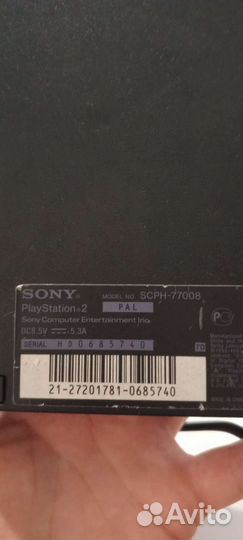 SONY®
MODEL NO. SCPH-77008
PlayStation®2
PAL
Sony Computer Entertainment Inc.
DC8.5V 5.3A
SERIAL H00685740
21-27201781-0685740
Avito